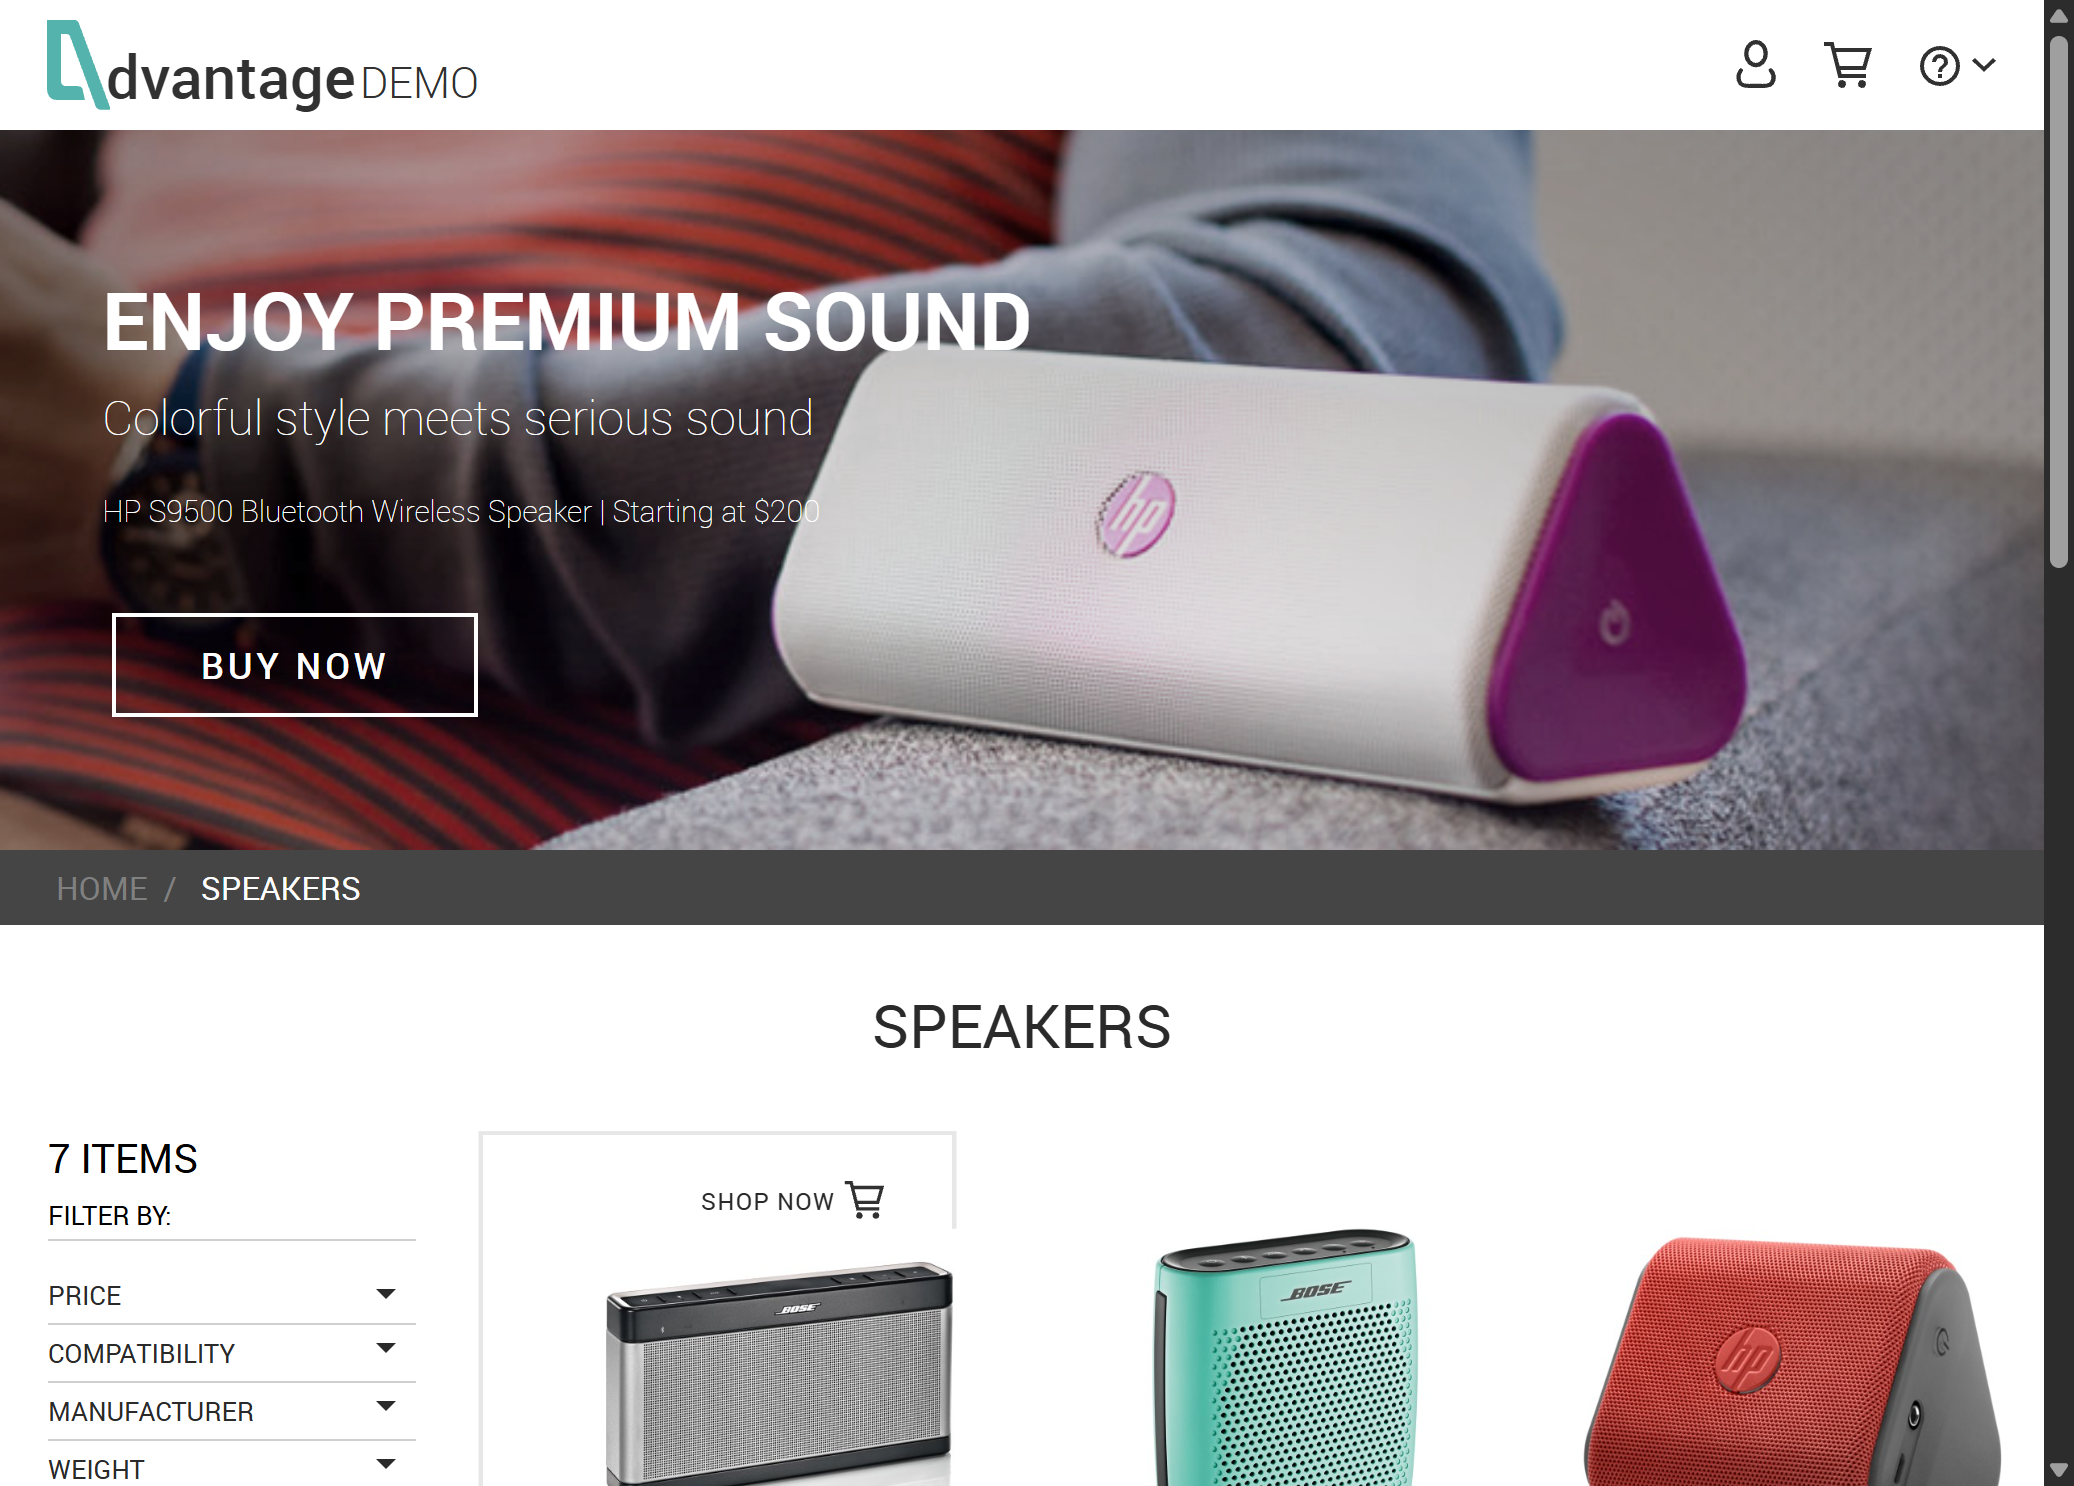 dvantage DEMO
ENJOY PREMIUM SOUND
Colorful style meets serious sound
HP S9500 Bluetooth Wireless Speaker | Starting at $200
hp
BUY NOW
HOME / SPEAKERS
SPEAKERS
7 ITEMS
FILTER BY:
PRICE
COMPATIBILITY
MANUFACTURER
WEIGHT
SHOP NOW
BOSE
BOSE
hp